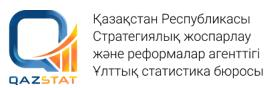 QAZSTAT
Қазақстан Республикасы
Стратегиялық жоспарлау
және реформалар агенттігі
Ұлттық статистика бюросы